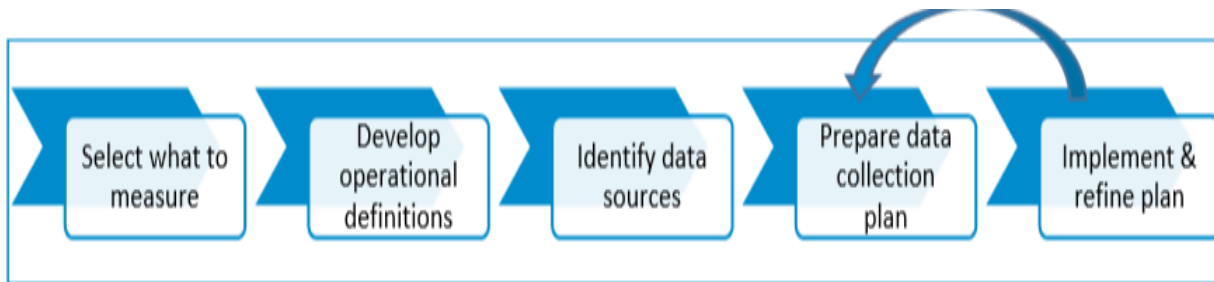 Select what to
measure
Develop
operational
definitions
Identify data
sources
Prepare data
collection
plan
Implement &
refine plan